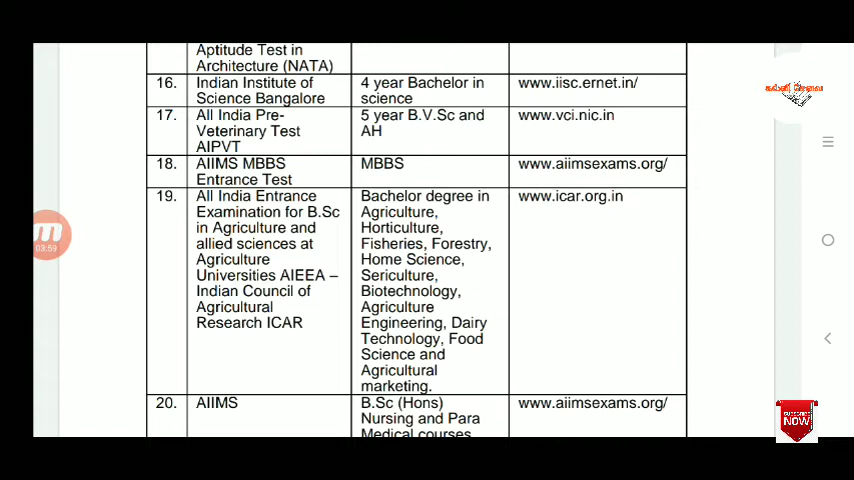 Aptitude Test in
Architecture (NATA)
16. Indian Institute of 4 year Bachelor in www.iisc.ernet.in/
Science Bangalore science
17. All India Pre- 5 year B.V.Sc and www.vci.nic.in
Veterinary Test AH
AIPVT
18. AIIMS MBBS MBBS www.aiimsexams.org/
Entrance Test
19. All India Entrance Bachelor degree in www.icar.org.in
Examination for B.Sc Agriculture,
in Agriculture and Horticulture,
allied sciences at Fisheries, Forestry,
Agriculture Home Science,
Universities AIEEA – Sericulture,
Indian Council of Biotechnology,
Agricultural Agriculture
Research ICAR Engineering, Dairy
Technology, Food
Science and
Agricultural
marketing.
20. AIIMS B.Sc (Hons) www.aiimsexams.org/
Nursing and Para
Medical courses
கல்வி சேவை
03:59
NOW